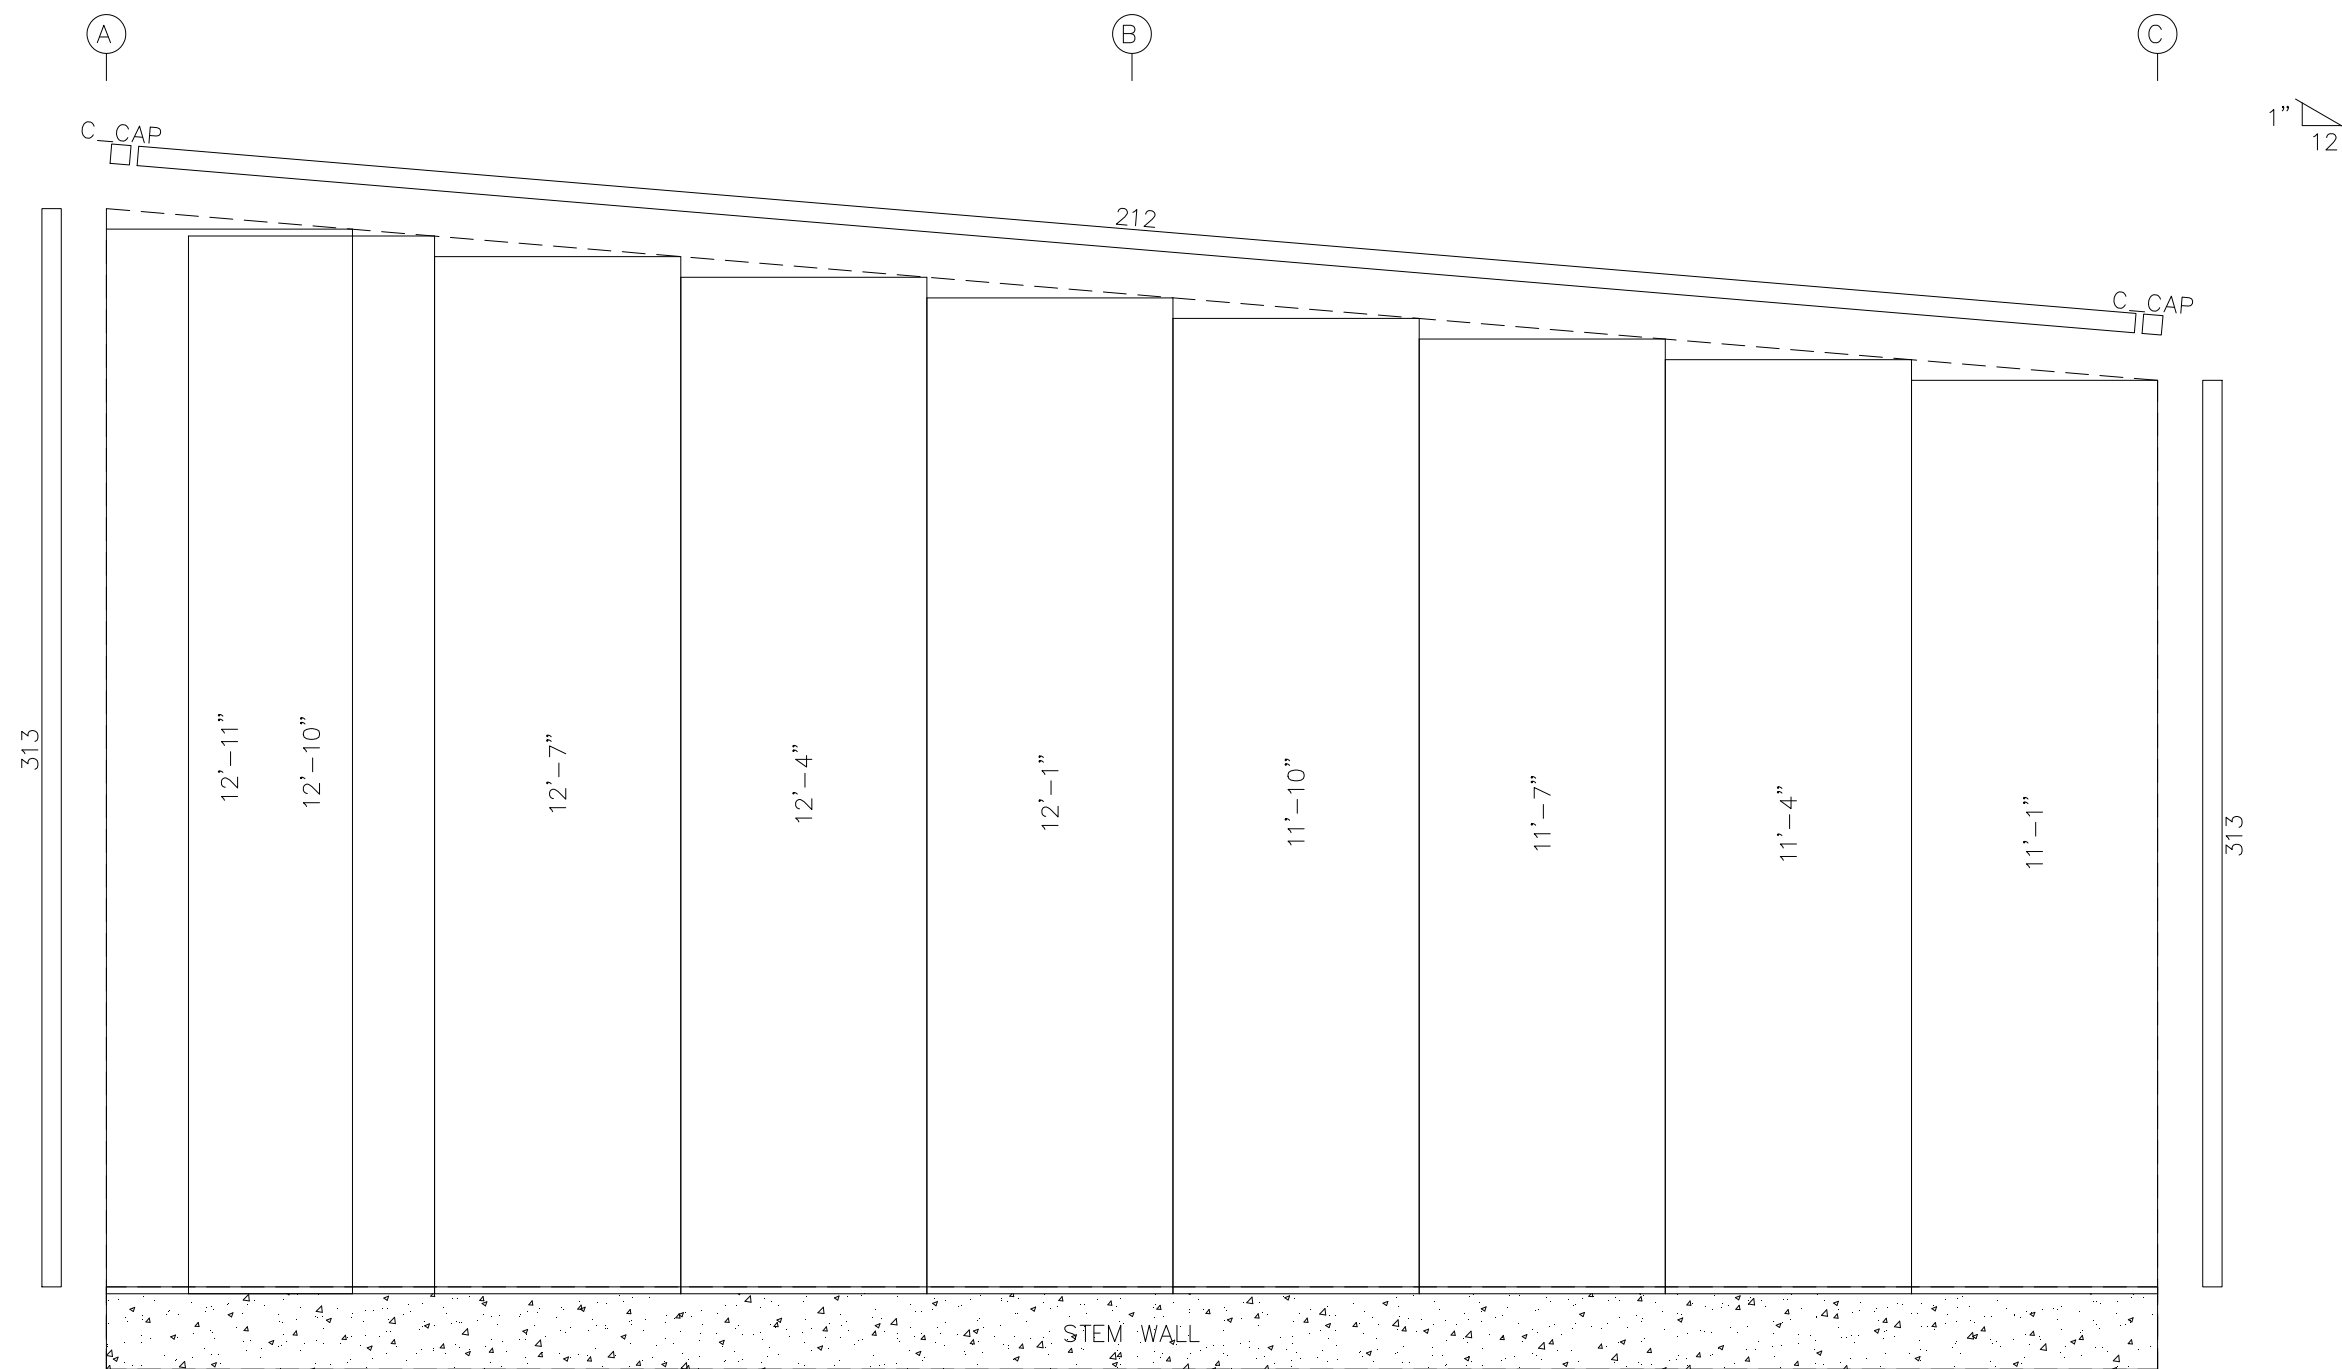 A
B
C
1”
12
C_CAP
212
C_CAP
313
12’-11”
12’-10”
12’-7”
12’-4”
12’-1”
11’-10”
11’-7”
11’-4”
11’-1”
313
STEM WALL